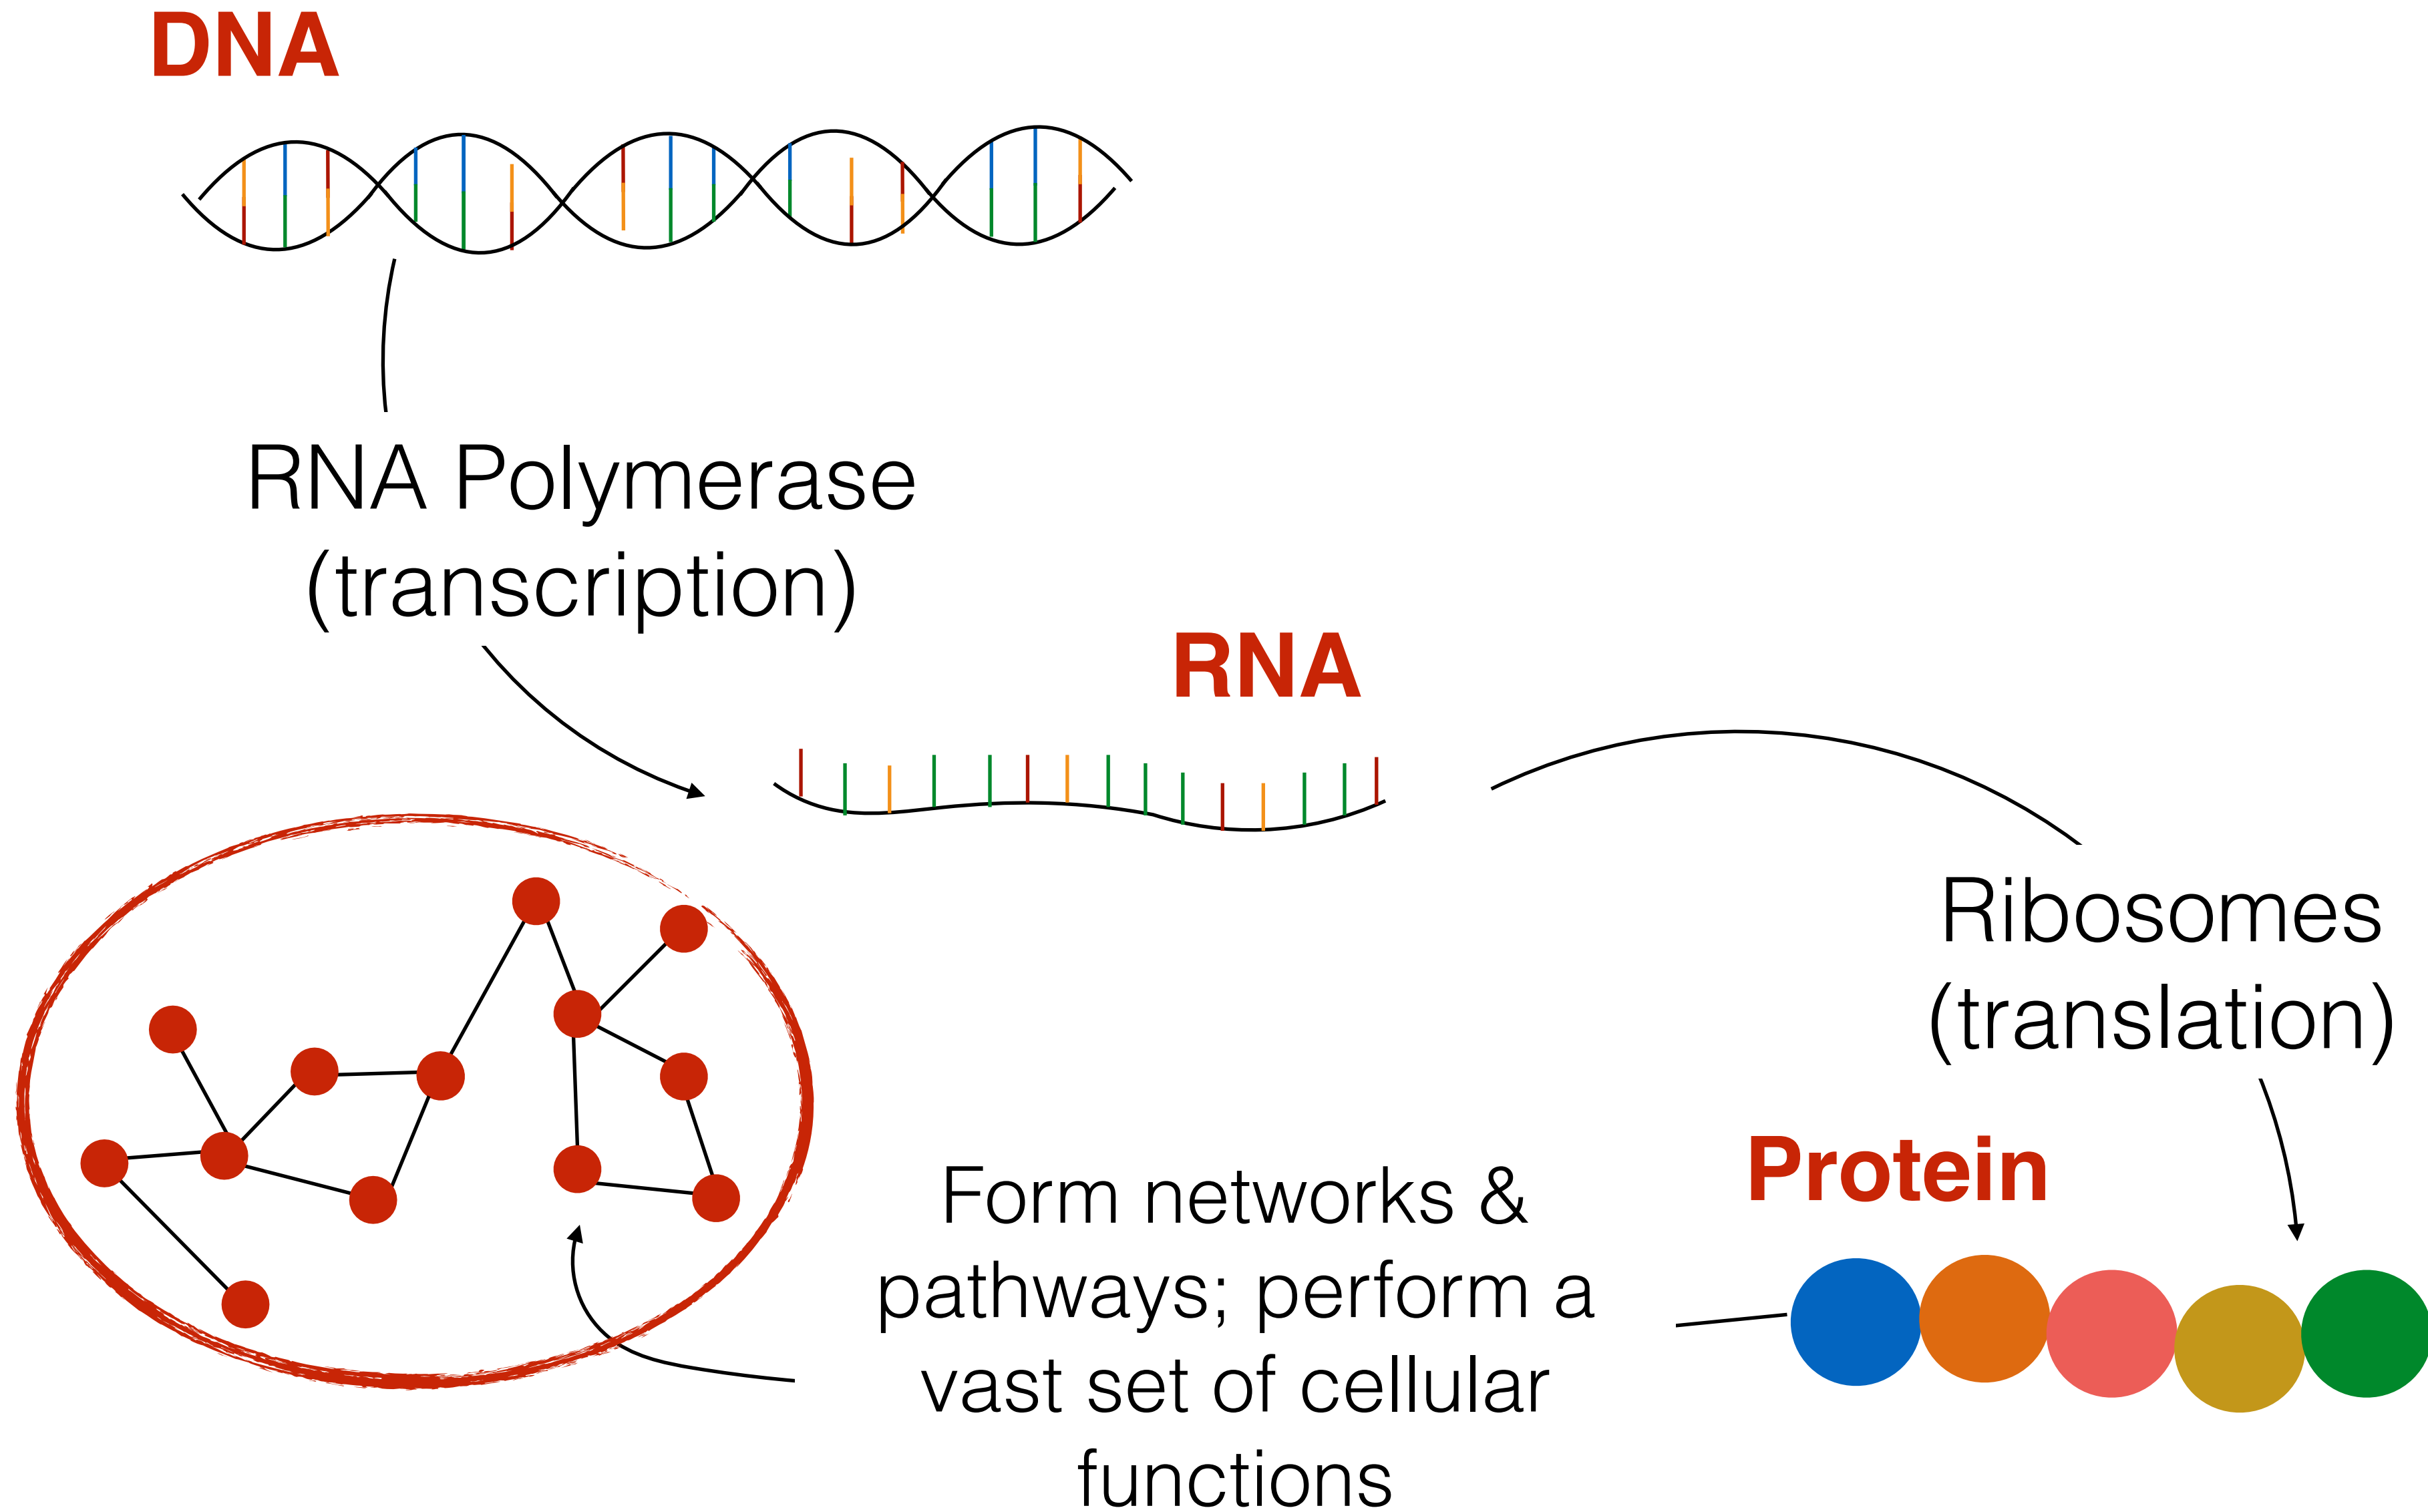 DNA
RNA Polymerase
(transcription)
RNA
Ribosomes
(translation)
Protein
Form networks &
pathways; perform a
vast set of cellular
functions